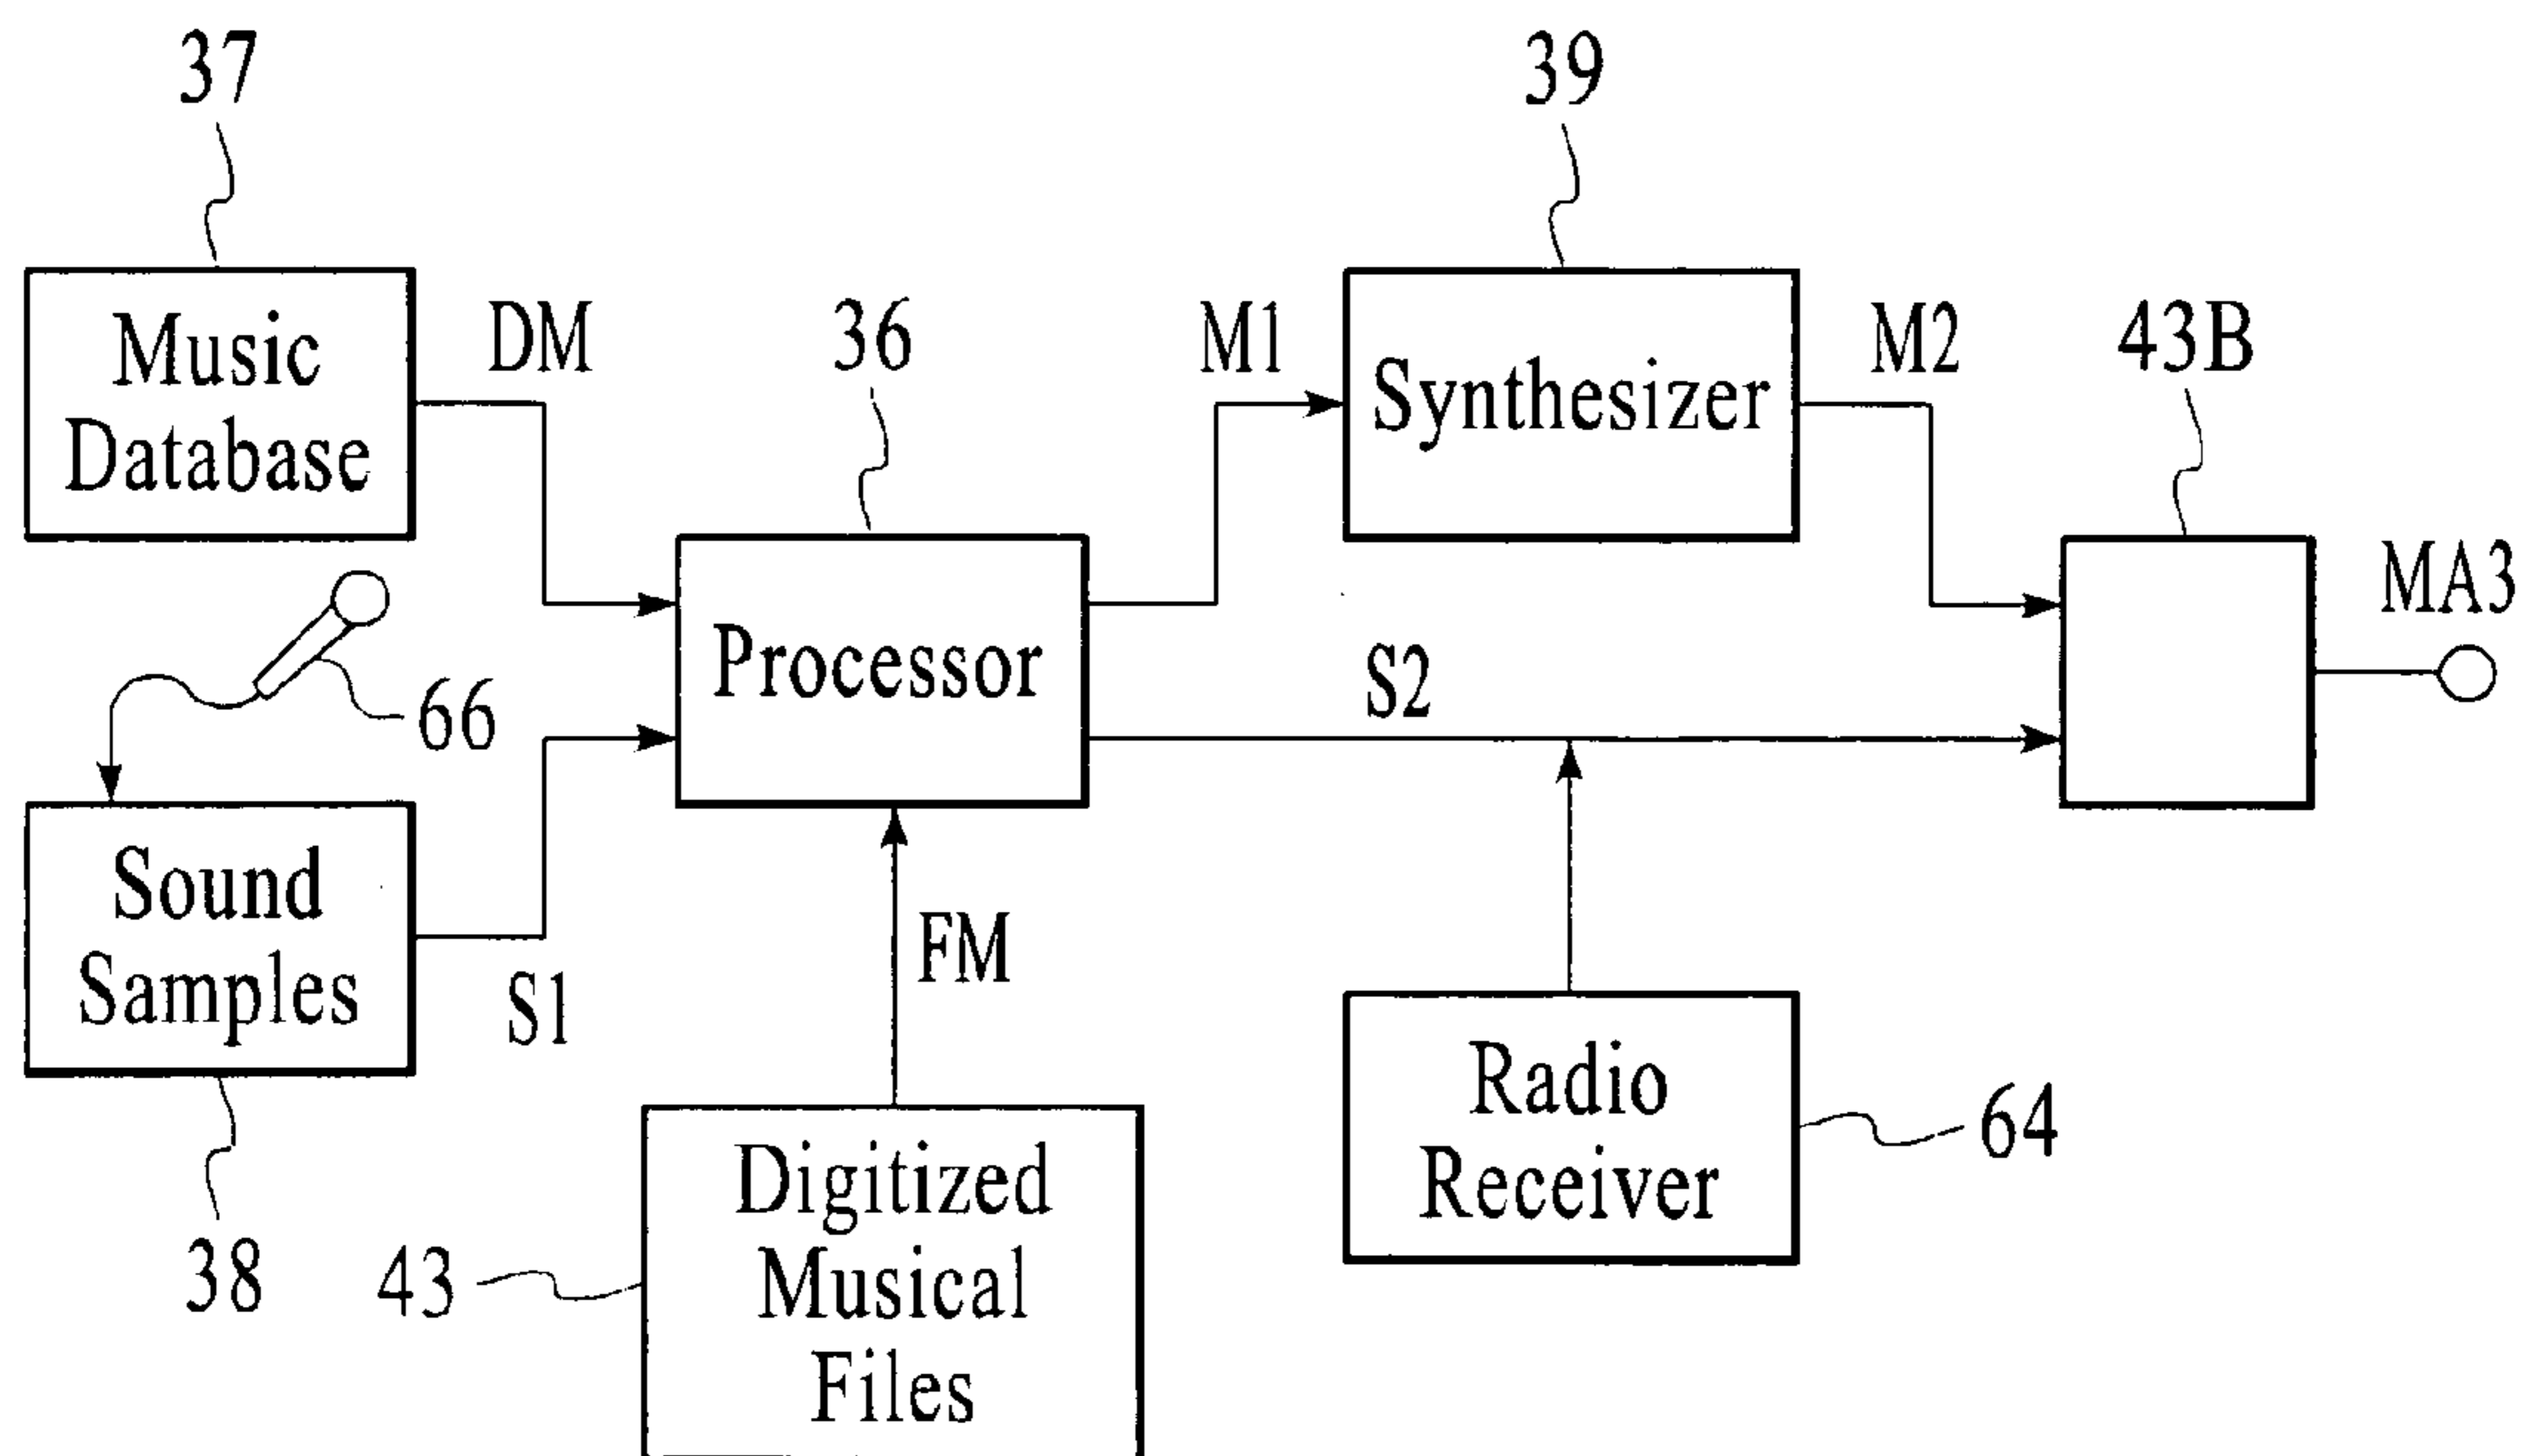 37
39
Music
Database
DM
36
M1
Synthesizer
M2
43B
MA3
Processor
66
S2
Sound
Samples
S1
FM
38
43
Digitized
Musical
Files
Radio
Receiver
64